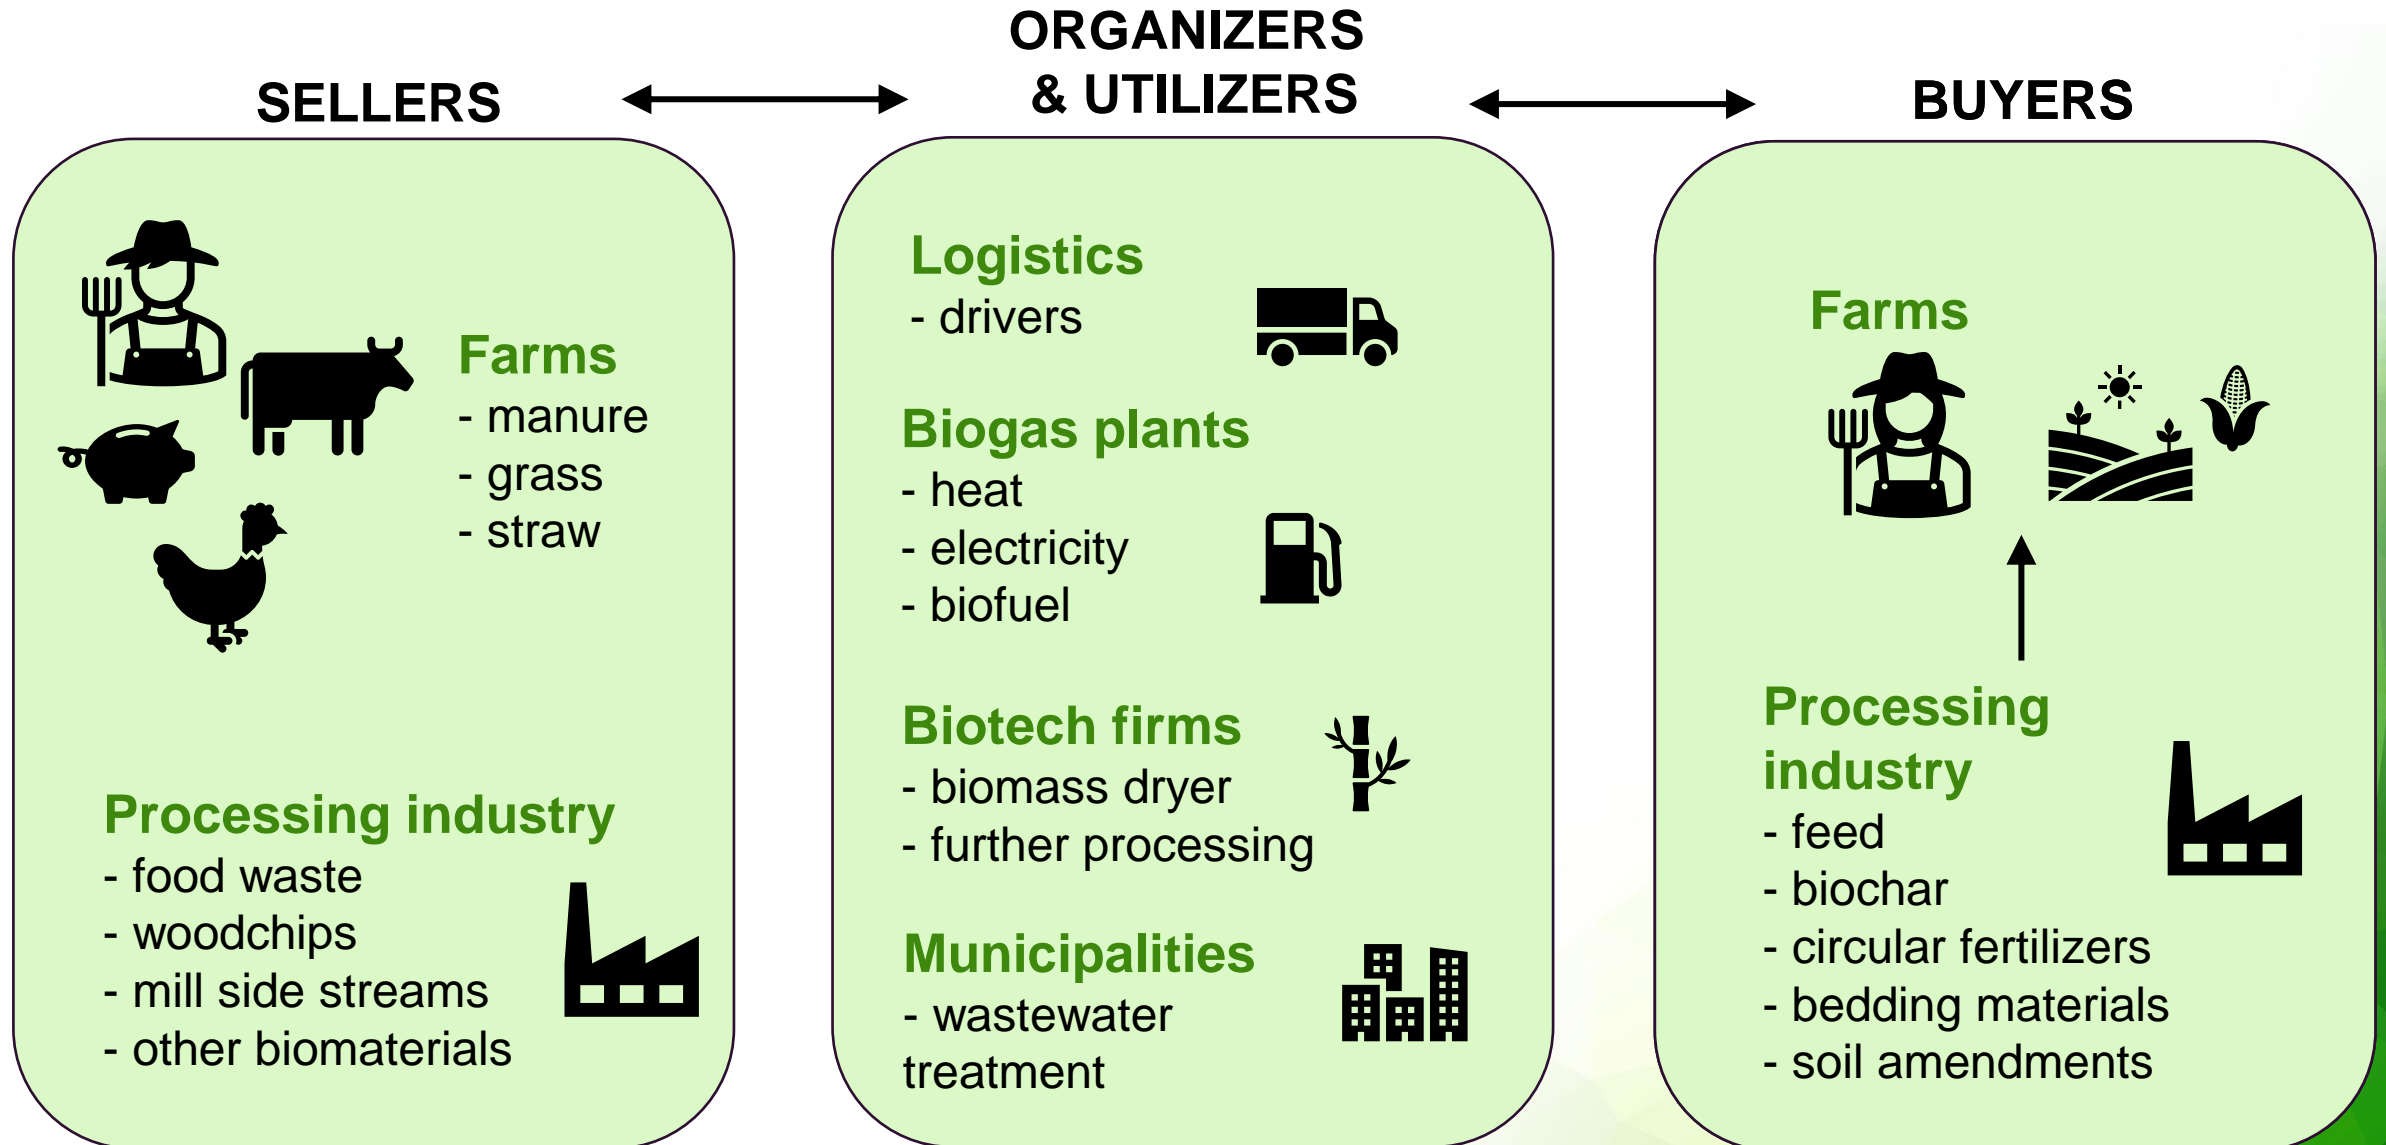 SELLERS
ORGANIZERS
& UTILIZERS
BUYERS
Farms
- manure
- grass
- straw
Processing industry
- food waste
- woodchips
- mill side streams
- other biomaterials
Logistics
- drivers
Biogas plants
- heat
- electricity
- biofuel
Biotech firms
- biomass dryer
- further processing
Municipalities
- wastewater
treatment
Farms
Processing
industry
- feed
- biochar
- circular fertilizers
- bedding materials
- soil amendments